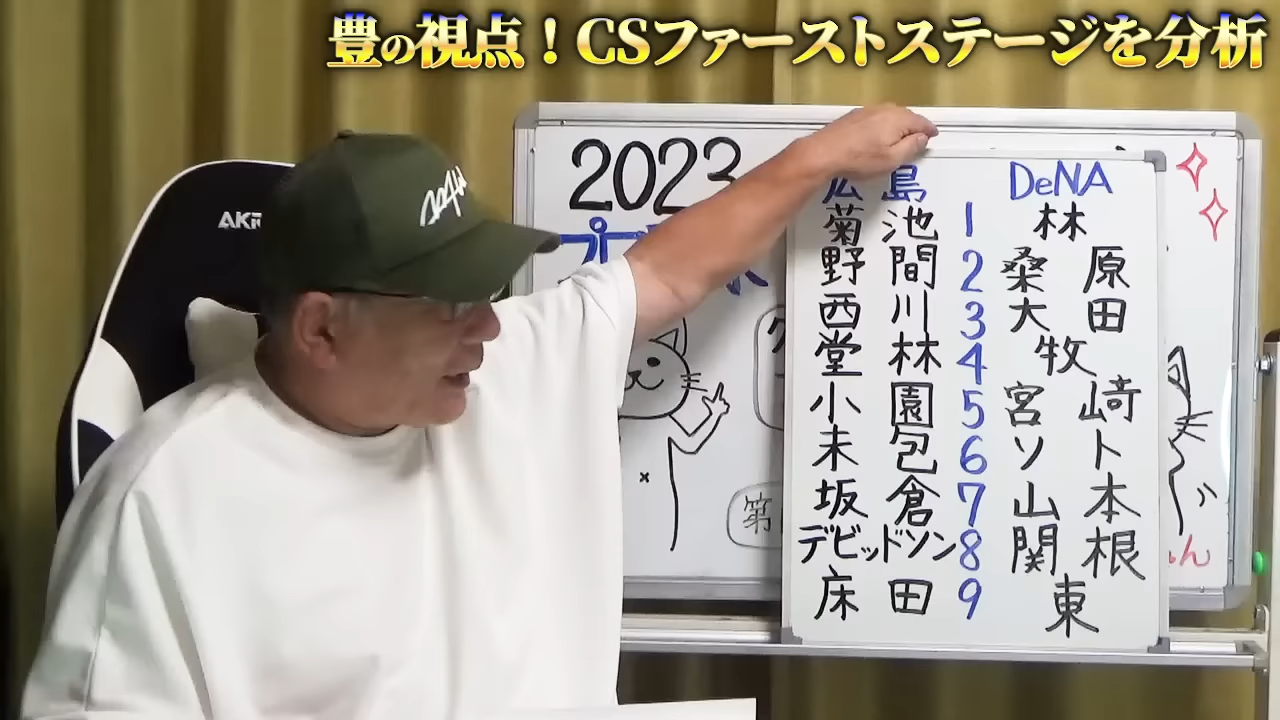 豊の視点！CSファーストステージを分析
2023
広島 DeNA
菊池 1 林
野間 2 桑原
西川 3 大田
堂林 4 牧
小園 5 宮﨑
末包 6 ソト
坂倉 7 山本
デビッドソン 8 関根
床田 9 東
第